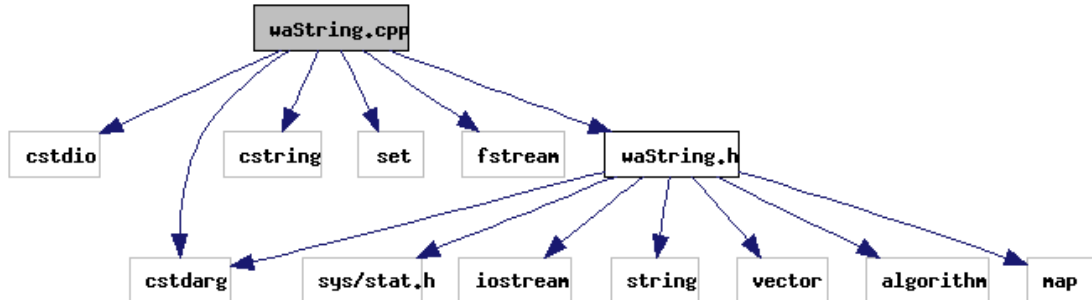 waString.cpp
cstdio
cstring
set
fstream
waString.h
cstdarg
sys/stat.h
iostream
string
vector
algorithm
map